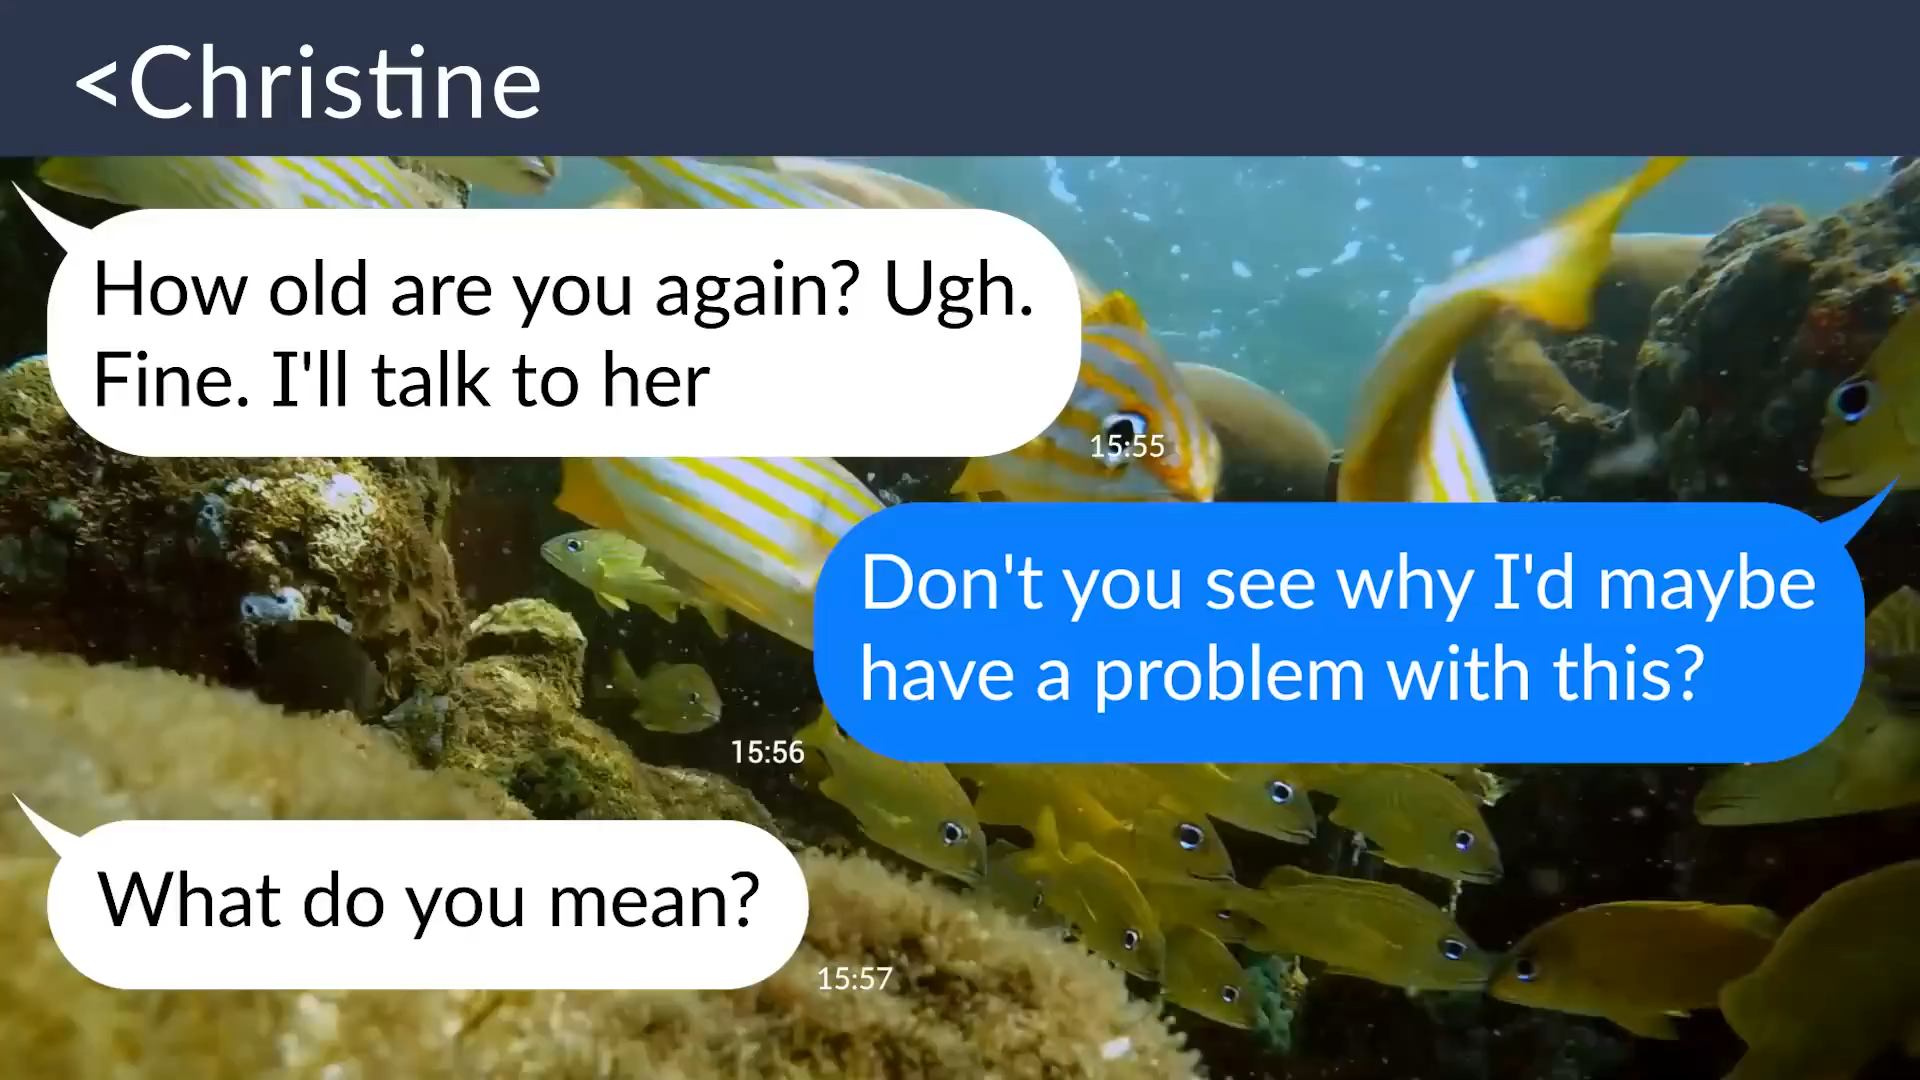 <Christine
How old are you again? Ugh.
Fine. I'll talk to her
15:55
Don't you see why I'd maybe
have a problem with this?
15:56
What do you mean?
15:57